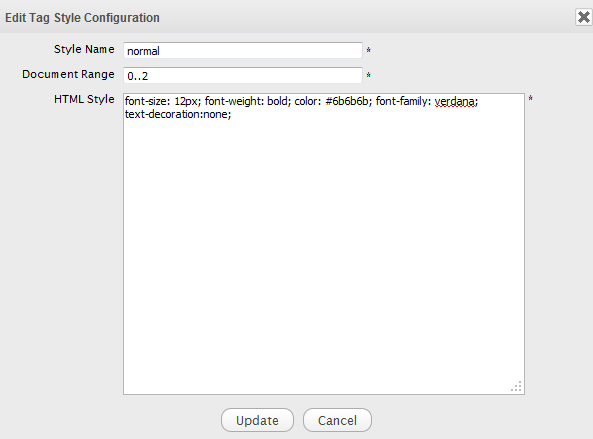 Edit Tag Style Configuration
Style Name normal *
Document Range 0..2 *
HTML Style font-size: 12px; font-weight: bold; color: #6b6b6b; font-family: verdana; *
text-decoration:none;
Update Cancel